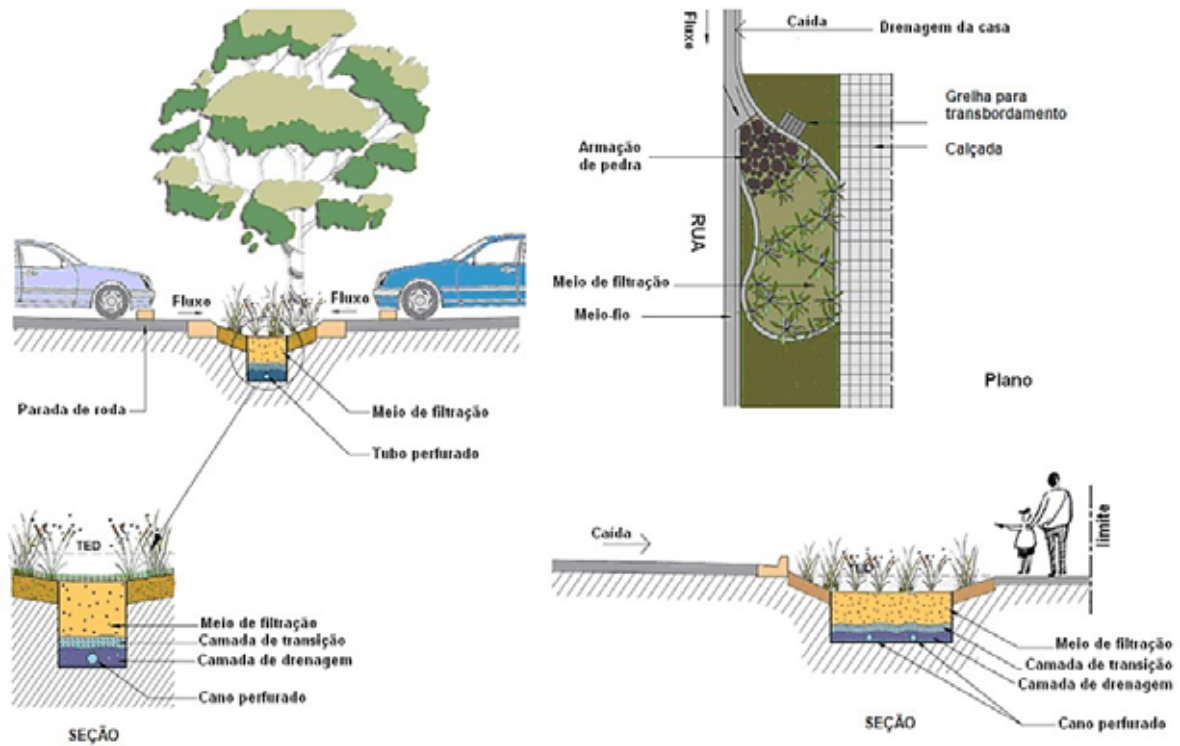 Fluxo
Fluxo
Parada de roda
Meio de filtração
Tubo perfurado
TED
Meio de filtração
Camada de transição
Camada de drenagem
Cano perfurado
SEÇÃO
Fluxo
Caída
Drenagem da casa
Grelha para
transbordamento
Calçada
Armação
de pedra
RUA
Meio de filtração
Meio-fio
Plano
Caída
TED
limite
Meio de filtração
Camada de transição
Camada de drenagem
Cano perfurado
SEÇÃO